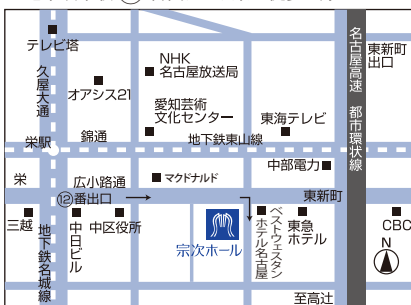 テレビ塔
久屋大通
オアシス21
NHK
名古屋放送局
名古屋高速 都市環状線
東新町
出口
愛知芸術
文化センター
東海テレビ
栄駅
錦通
地下鉄東山線
中部電力
栄
広小路通
マクドナルド
⑫番出口
東新町
三越
地下鉄名城線
中日ビル
中区役所
宗次ホール
ベストウェスタン
ホテル名古屋
東急
ホテル
CBC
N
至高辻